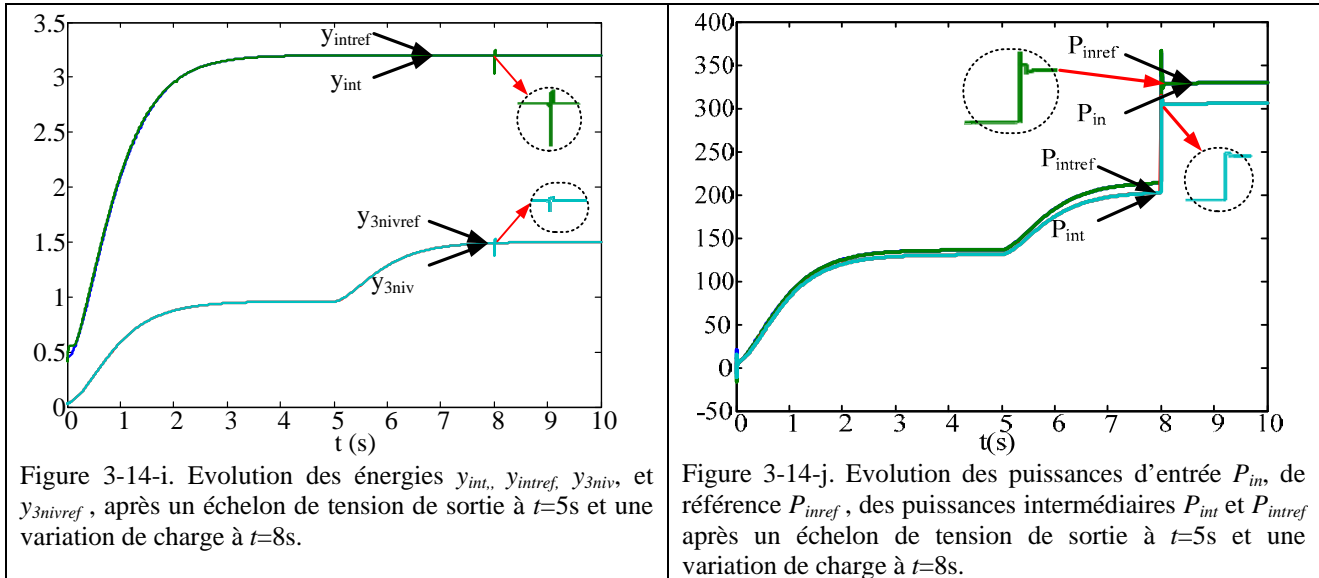 3.5
3
2.5
2
1.5
1
0.5
0
y_intref
y_int
y_3nivref
y_3niv
0 1 2 3 4 5 6 7 8 9 10
t (s)
Figure 3-14-i. Evolution des énergies y_int,, y_intref, y_3niv, et
y_3nivref , après un échelon de tension de sortie à t=5s et une
variation de charge à t=8s.
400
350
300
250
200
150
100
50
0
-50
P_inref
P_in
P_intref
P_int
0 1 2 3 4 5 6 7 8 9 10
t(s)
Figure 3-14-j. Evolution des puissances d’entrée P_in, de
référence P_inref , des puissances intermédiaires P_int et P_intref
après un échelon de tension de sortie à t=5s et une
variation de charge à t=8s.